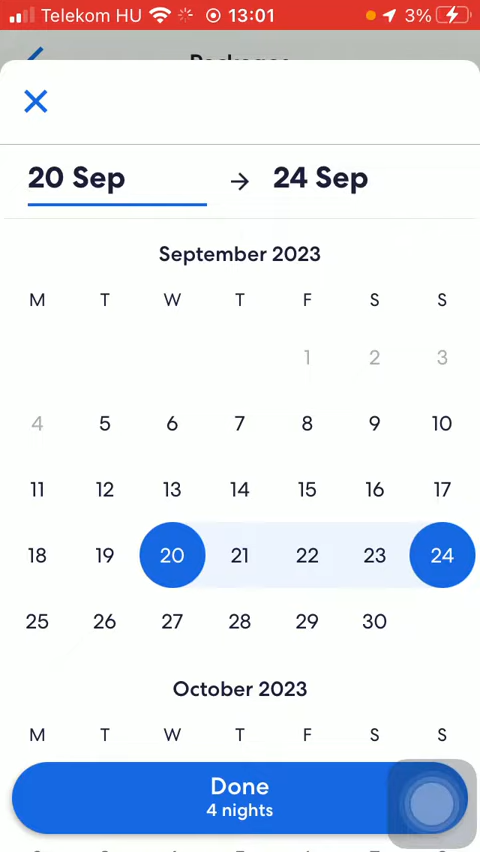 Telekom HU 13:01 3%
Packages
20 Sep → 24 Sep
September 2023
M T W T F S S
1 2 3
4 5 6 7 8 9 10
11 12 13 14 15 16 17
18 19 20 21 22 23 24
25 26 27 28 29 30
October 2023
M T W T F S S
Done
4 nights